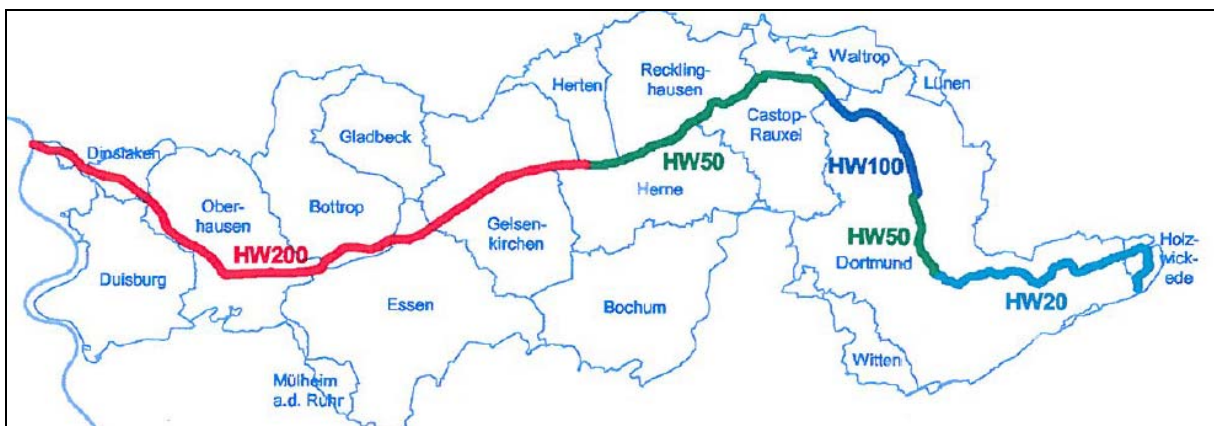 Waltrop
Reckling-
hausen
Herten
Lünen
Castop-
Rauxel
Gladbeck
Dinslaken
HW50
HW100
Herne
Ober-
hausen
Bottrop
Gelsen-
kirchen
HW50
Holz-
wick-
ede
HW200
Dortmund
Duisburg
HW20
Essen
Bochum
Witten
Mülheim
a.d. Ruhr